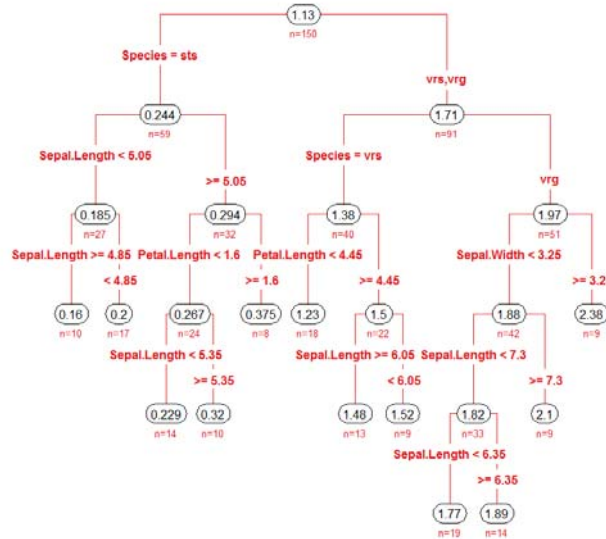 1.13
n=150
Species = sts
vrs,vrg
0.244
1.71
n=59
n=91
Sepal.Length < 5.05
Species = vrs
>= 5.05
vrg
0.185
0.294
1.38
1.97
n=27
n=32
n=40
n=51
Sepal.Length >= 4.85
Petal.Length < 1.6
Petal.Length < 4.45
Sepal.Width < 3.25
< 4.85
>= 1.6
>= 4.45
>= 3.2
0.16
0.2
0.267
0.375
1.23
1.5
1.88
2.38
n=10
n=17
n=24
n=8
n=18
n=22
n=42
n=9
Sepal.Length < 5.35
Sepal.Length >= 6.05
Sepal.Length < 7.3
>= 5.35
< 6.05
>= 7.3
0.229
0.32
1.48
1.52
1.82
2.1
n=14
n=10
n=13
n=9
n=33
n=9
Sepal.Length < 6.35
>= 6.35
1.77
1.89
n=19
n=14